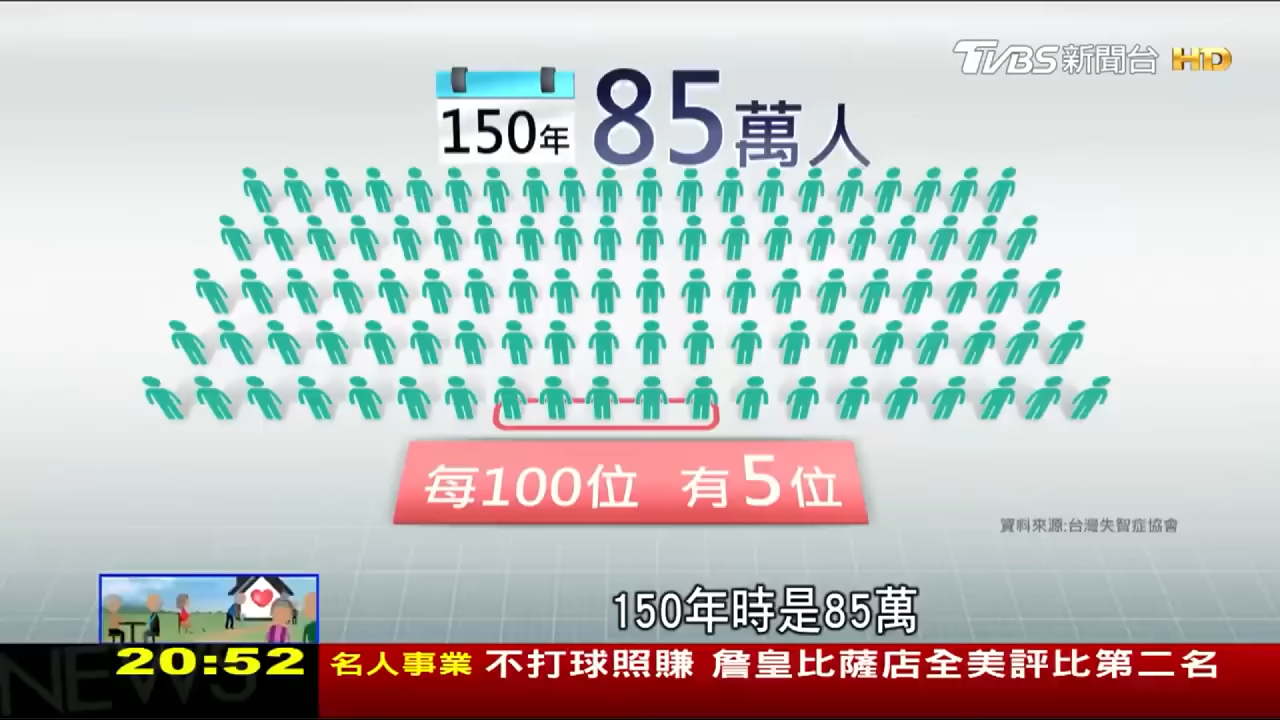 TVBS新聞台 HD
150年 85萬人
每100位 有5位
資料來源:台灣失智症協會
150年時是85萬
NEWS
20:52 名人事業 不打球照賺 詹皇比薩店全美評比第二名